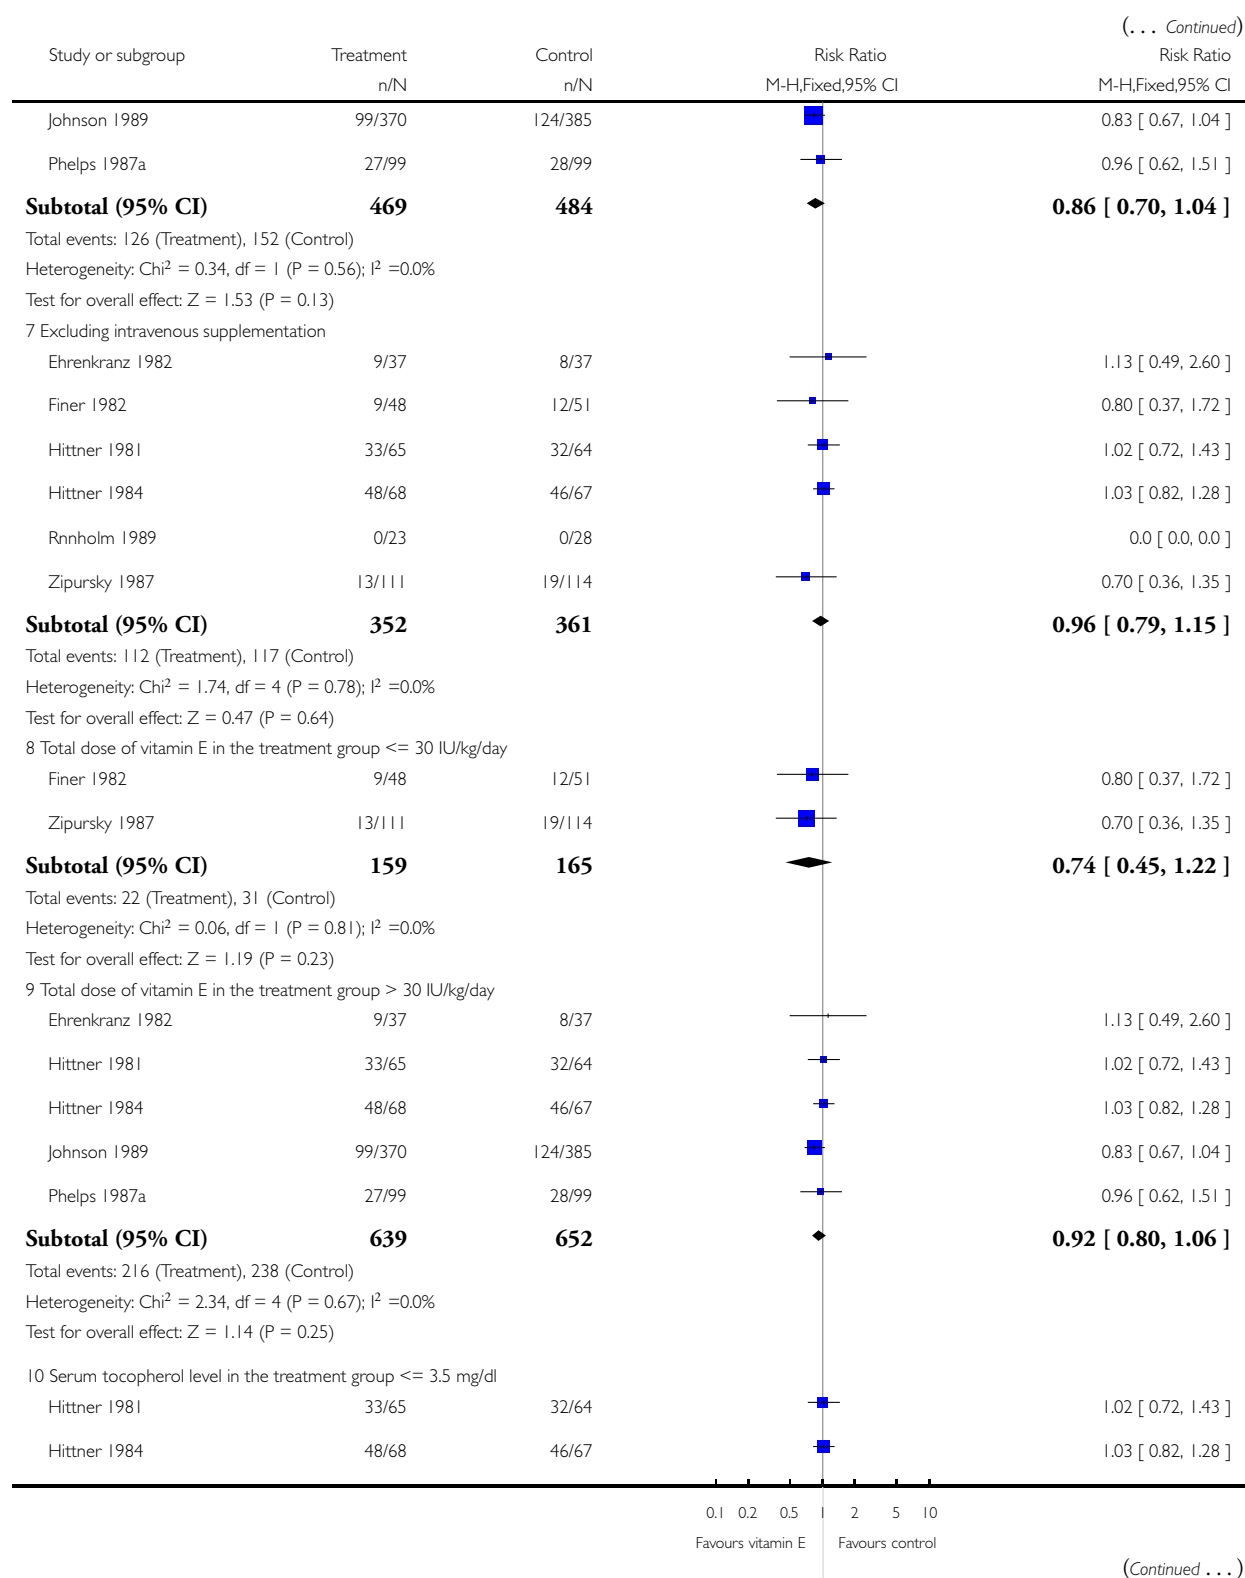 (... Continued)
Study or subgroup Treatment Control Risk Ratio Risk Ratio
n/N n/N M-H,Fixed,95% CI M-H,Fixed,95% CI
Johnson 1989 99/370 124/385 0.83 [ 0.67, 1.04 ]
Phelps 1987a 27/99 28/99 0.96 [ 0.62, 1.51 ]
Subtotal (95% CI) 469 484 0.86 [ 0.70, 1.04 ]
Total events: 126 (Treatment), 152 (Control)
Heterogeneity: Chi² = 0.34, df = 1 (P = 0.56); I² =0.0%
Test for overall effect: Z = 1.53 (P = 0.13)
7 Excluding intravenous supplementation
Ehrenkranz 1982 9/37 8/37 1.13 [ 0.49, 2.60 ]
Finer 1982 9/48 12/51 0.80 [ 0.37, 1.72 ]
Hittner 1981 33/65 32/64 1.02 [ 0.72, 1.43 ]
Hittner 1984 48/68 46/67 1.03 [ 0.82, 1.28 ]
Rnnholm 1989 0/23 0/28 0.0 [ 0.0, 0.0 ]
Zipursky 1987 13/111 19/114 0.70 [ 0.36, 1.35 ]
Subtotal (95% CI) 352 361 0.96 [ 0.79, 1.15 ]
Total events: 112 (Treatment), 117 (Control)
Heterogeneity: Chi² = 1.74, df = 4 (P = 0.78); I² =0.0%
Test for overall effect: Z = 0.47 (P = 0.64)
8 Total dose of vitamin E in the treatment group <= 30 IU/kg/day
Finer 1982 9/48 12/51 0.80 [ 0.37, 1.72 ]
Zipursky 1987 13/111 19/114 0.70 [ 0.36, 1.35 ]
Subtotal (95% CI) 159 165 0.74 [ 0.45, 1.22 ]
Total events: 22 (Treatment), 31 (Control)
Heterogeneity: Chi² = 0.06, df = 1 (P = 0.81); I² =0.0%
Test for overall effect: Z = 1.19 (P = 0.23)
9 Total dose of vitamin E in the treatment group > 30 IU/kg/day
Ehrenkranz 1982 9/37 8/37 1.13 [ 0.49, 2.60 ]
Hittner 1981 33/65 32/64 1.02 [ 0.72, 1.43 ]
Hittner 1984 48/68 46/67 1.03 [ 0.82, 1.28 ]
Johnson 1989 99/370 124/385 0.83 [ 0.67, 1.04 ]
Phelps 1987a 27/99 28/99 0.96 [ 0.62, 1.51 ]
Subtotal (95% CI) 639 652 0.92 [ 0.80, 1.06 ]
Total events: 216 (Treatment), 238 (Control)
Heterogeneity: Chi² = 2.34, df = 4 (P = 0.67); I² =0.0%
Test for overall effect: Z = 1.14 (P = 0.25)
10 Serum tocopherol level in the treatment group <= 3.5 mg/dl
Hittner 1981 33/65 32/64 1.02 [ 0.72, 1.43 ]
Hittner 1984 48/68 46/67 1.03 [ 0.82, 1.28 ]
0.1 0.2 0.5 1 2 5 10
Favours vitamin E Favours control
(Continued ...)